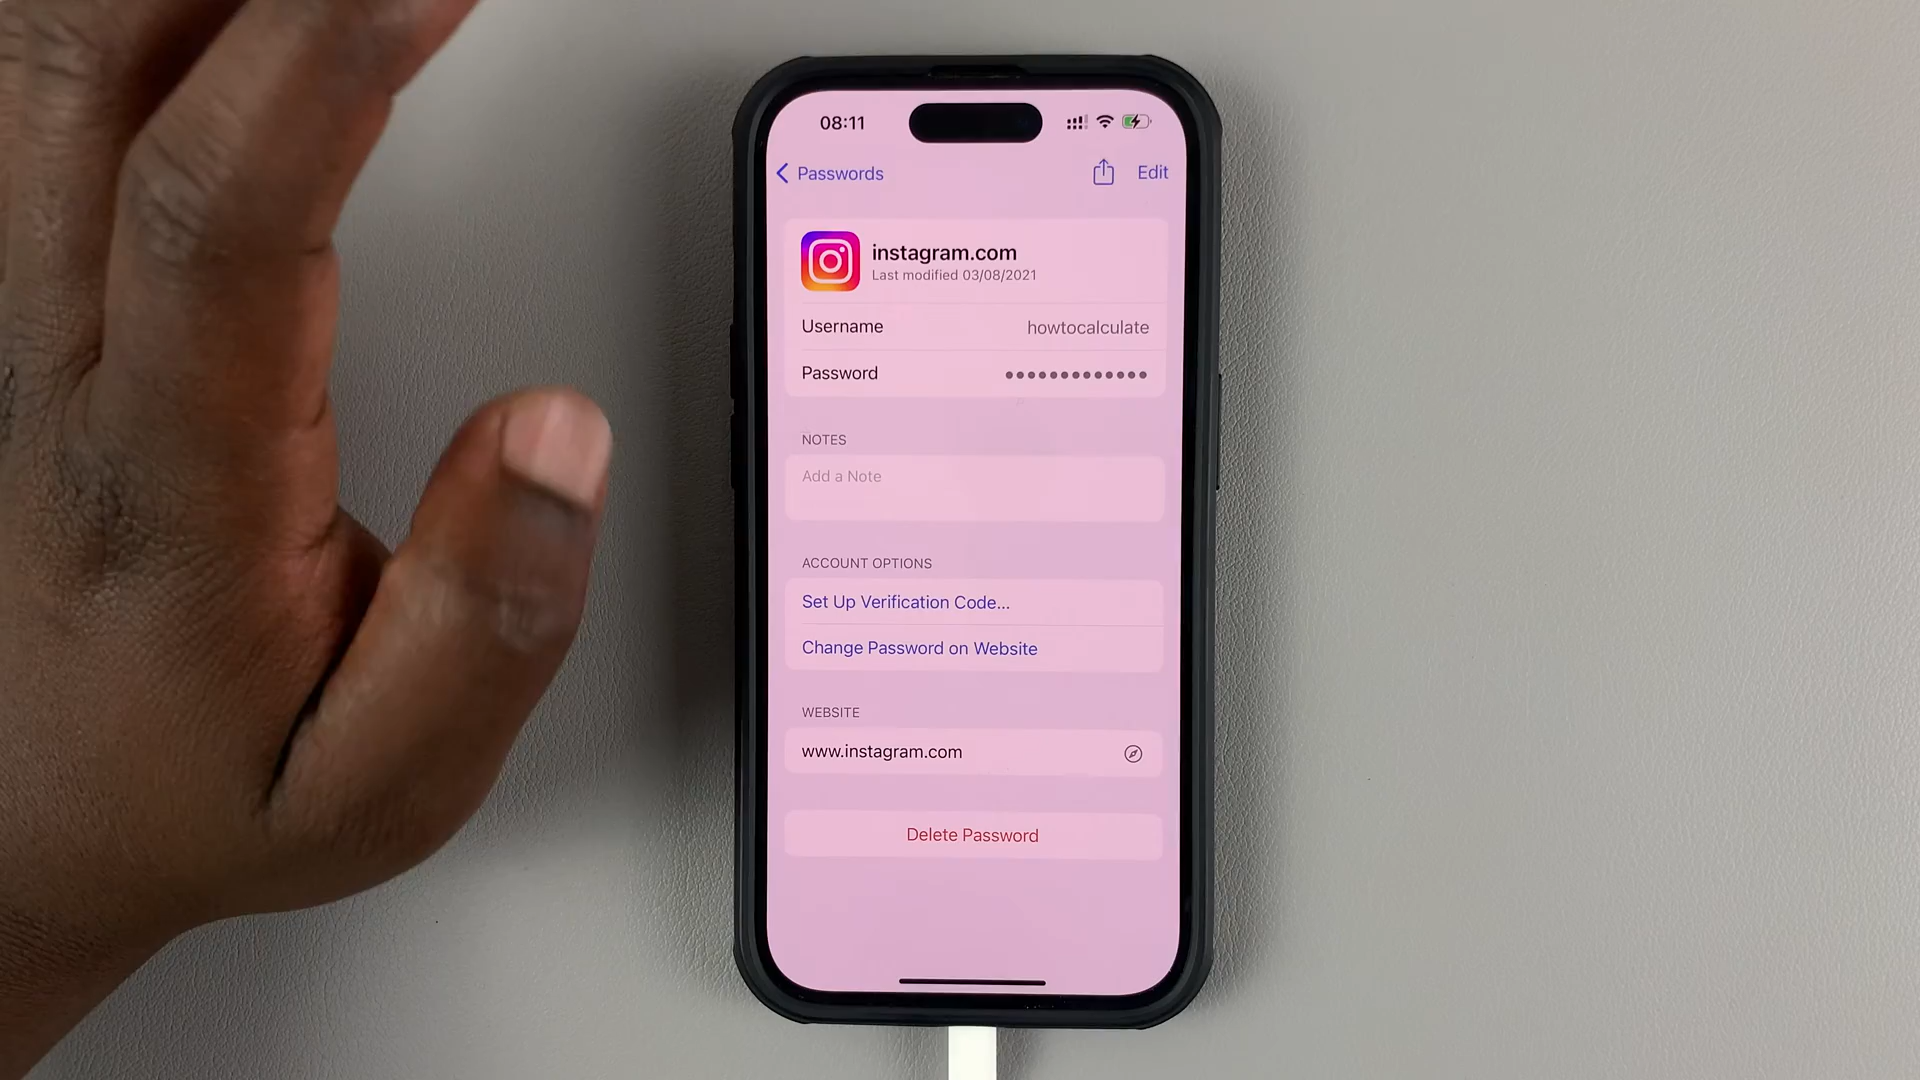 08:11
Passwords
Edit
instagram.com
Last modified 03/08/2021
Username howtocalculate
Password •••••••••••••
NOTES
Add a Note
ACCOUNT OPTIONS
Set Up Verification Code...
Change Password on Website
WEBSITE
www.instagram.com
Delete Password